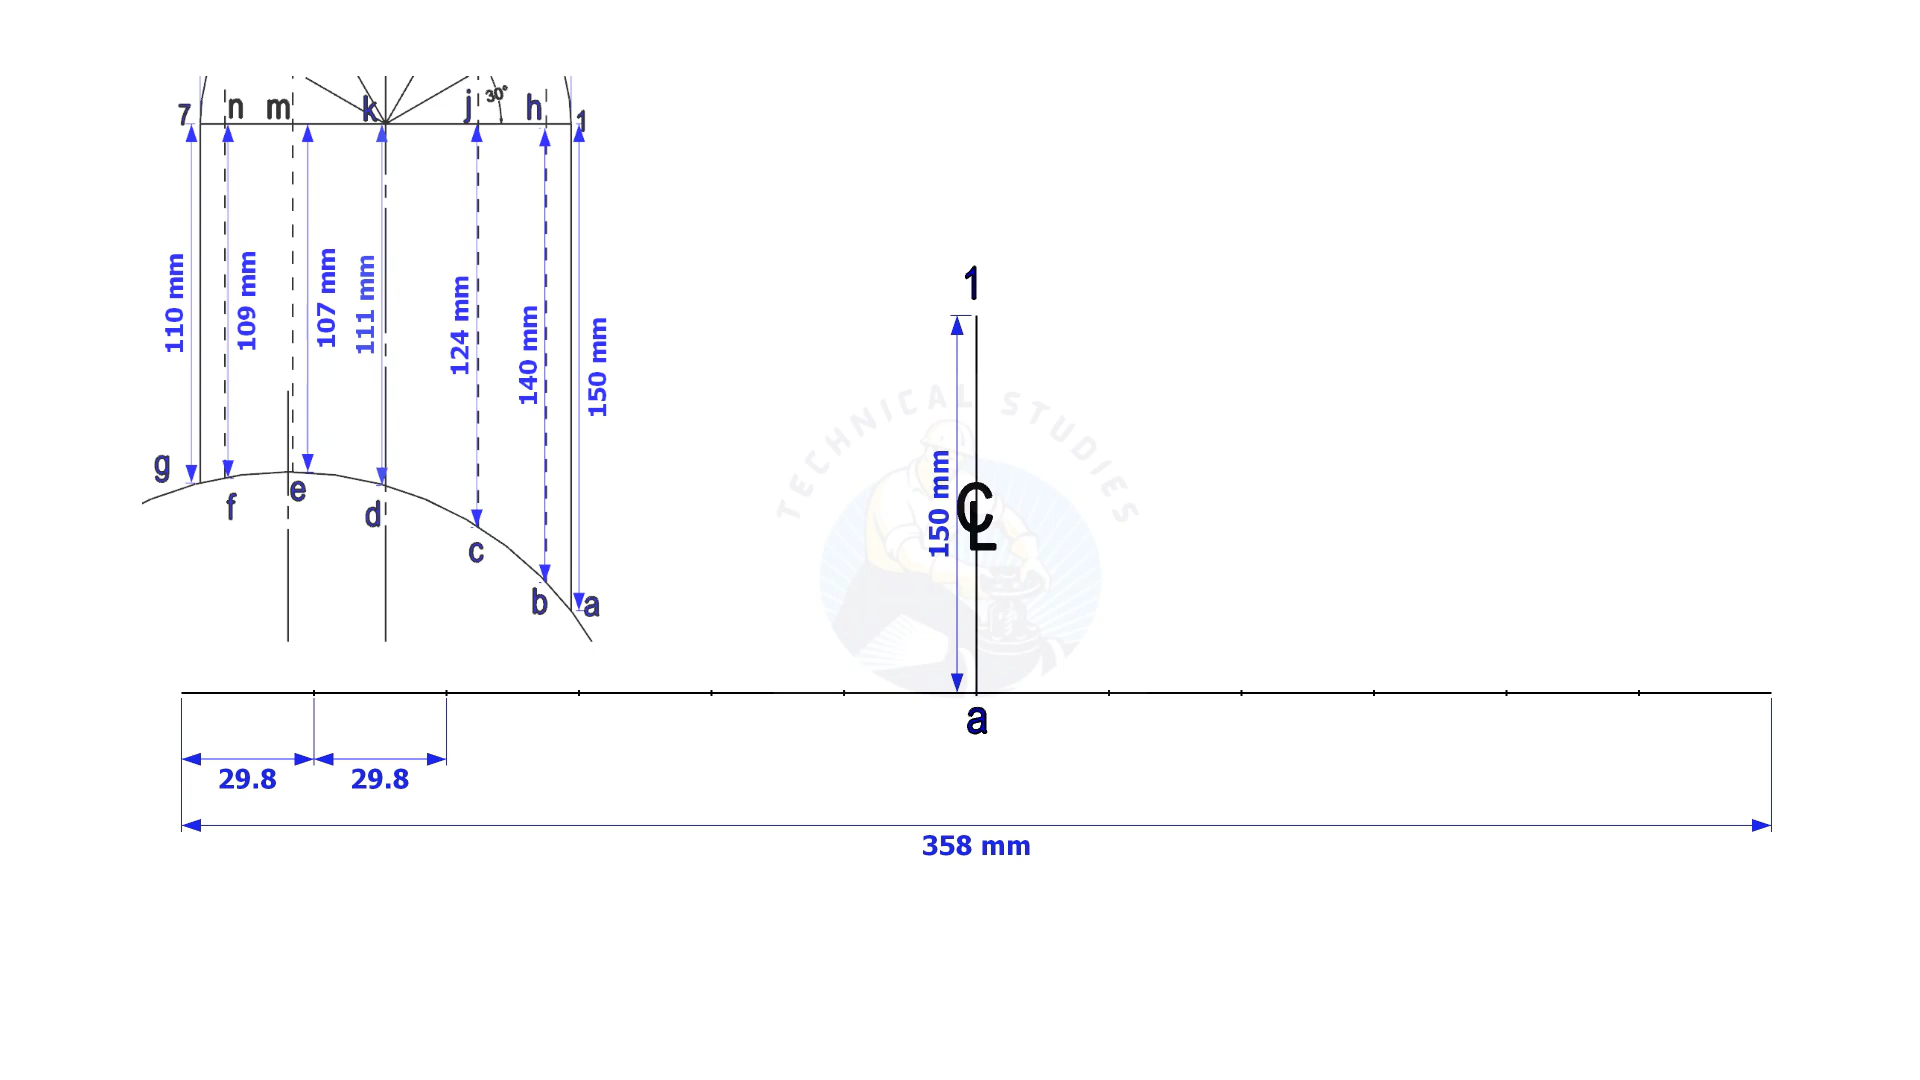 7 n m k j 30° h 1
110 mm
109 mm
107 mm
111 mm
124 mm
140 mm
150 mm
g
f
e
d
c
b
a
1
150 mm
CL
a
TECHNICAL STUDIES
29.8
29.8
358 mm